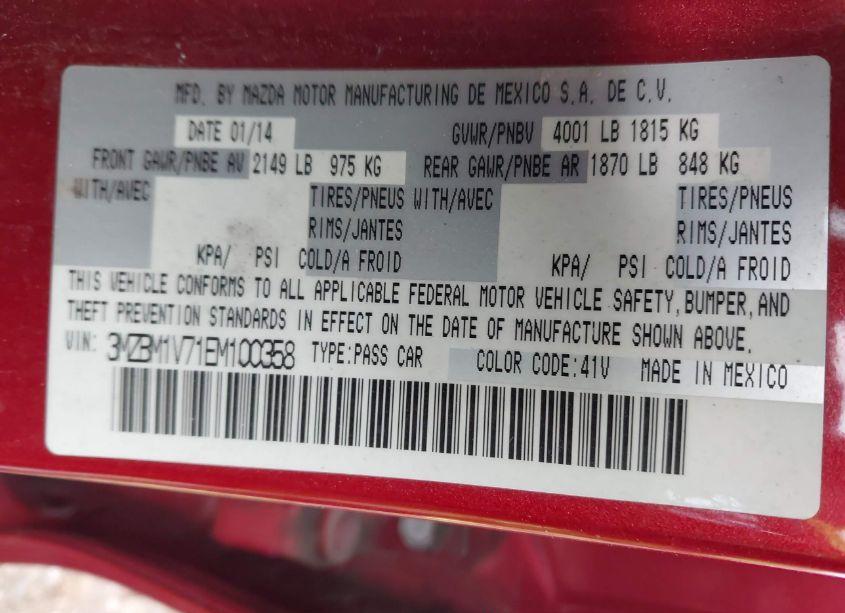 MFD. BY MAZDA MOTOR MANUFACTURING DE MEXICO S.A. DE C.V.
DATE 01/14 GVWR/PNBV 4001 LB 1815 KG
FRONT GAWR/PNBE AV 2149 LB 975 KG REAR GAWR/PNBE AR 1870 LB 848 KG
WITH/AVEC TIRES/PNEUS WITH/AVEC TIRES/PNEUS
RIMS/JANTES RIMS/JANTES
KPA/ PSI COLD/A FROID KPA/ PSI COLD/A FROID
THIS VEHICLE CONFORMS TO ALL APPLICABLE FEDERAL MOTOR VEHICLE SAFETY, BUMPER, AND
THEFT PREVENTION STANDARDS IN EFFECT ON THE DATE OF MANUFACTURE SHOWN ABOVE.
VIN: 3MZBM1V71EM100358 TYPE:PASS CAR COLOR CODE:41V MADE IN MEXICO